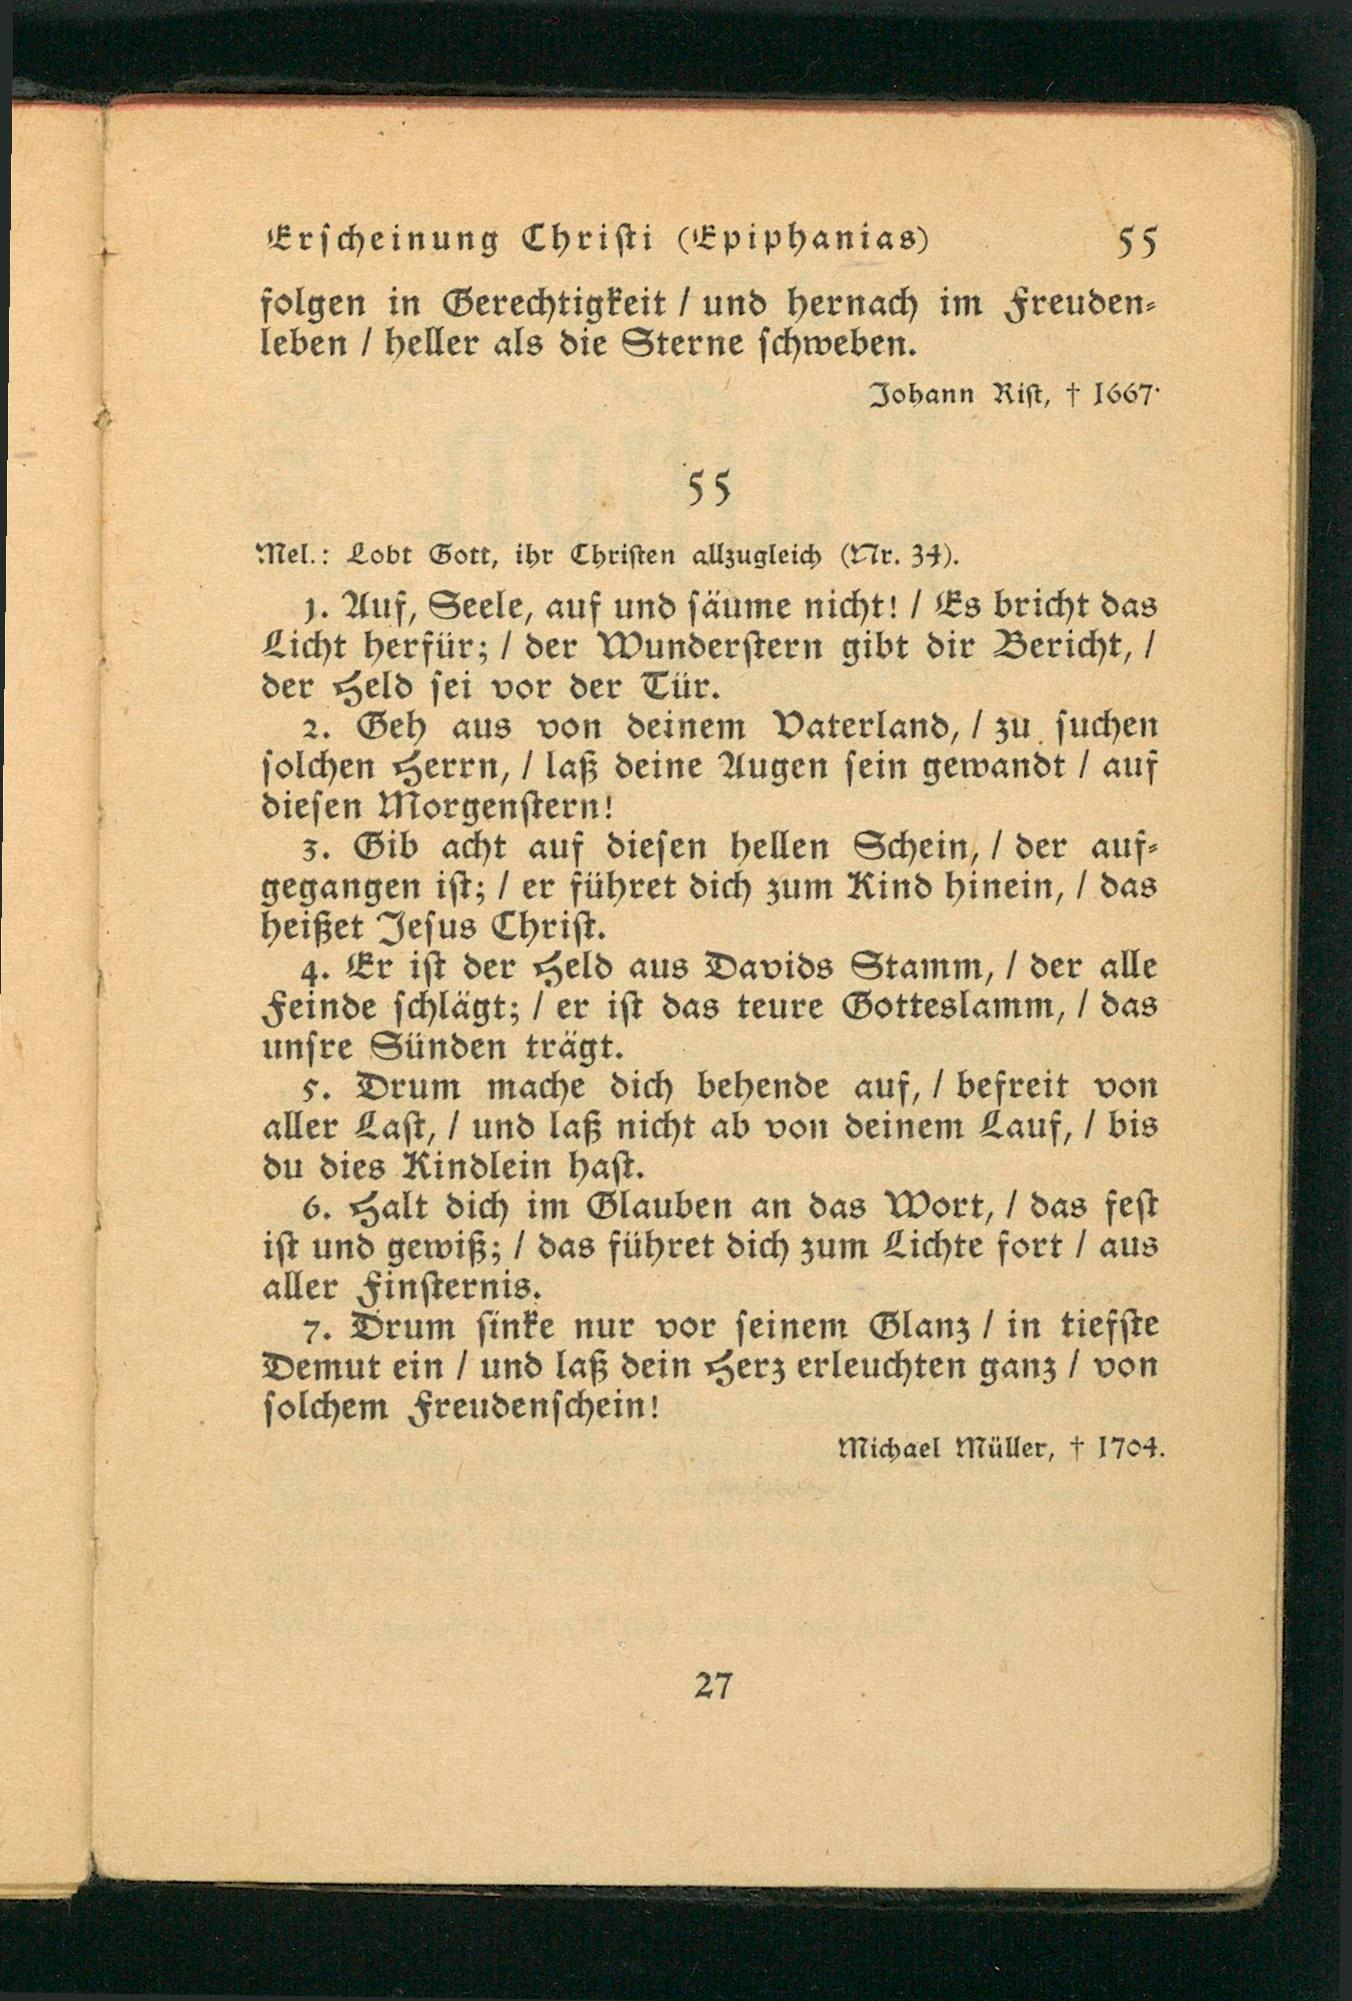 Erscheinung Christi (Epiphanias) 55
folgen in Gerechtigkeit / und hernach im Freuden-
leben / heller als die Sterne schweben.
Johann Rist, † 1667.
55
Mel.: Lobt Gott, ihr Christen allzugleich (Nr. 34).
1. Auf, Seele, auf und säume nicht! / Es bricht das
Licht herfür; / der Wunderstern gibt dir Bericht, /
der Held sei vor der Tür.
2. Geh aus von deinem Vaterland, / zu suchen
solchen Herrn, / laß deine Augen sein gewandt / auf
diesen Morgenstern!
3. Gib acht auf diesen hellen Schein, / der auf-
gegangen ist; / er führet dich zum Kind hinein, / das
heißet Jesus Christ.
4. Er ist der Held aus Davids Stamm, / der alle
Feinde schlägt; / er ist das teure Gotteslamm, / das
unsre Sünden trägt.
5. Drum mache dich behende auf, / befreit von
aller Last, / und laß nicht ab von deinem Lauf, / bis
du dies Kindlein hast.
6. Halt dich im Glauben an das Wort, / das fest
ist und gewiß; / das führet dich zum Lichte fort / aus
aller Finsternis.
7. Drum sinke nur vor seinem Glanz / in tiefste
Demut ein / und laß dein Herz erleuchten ganz / von
solchem Freudenschein!
Michael Müller, † 1704.
27